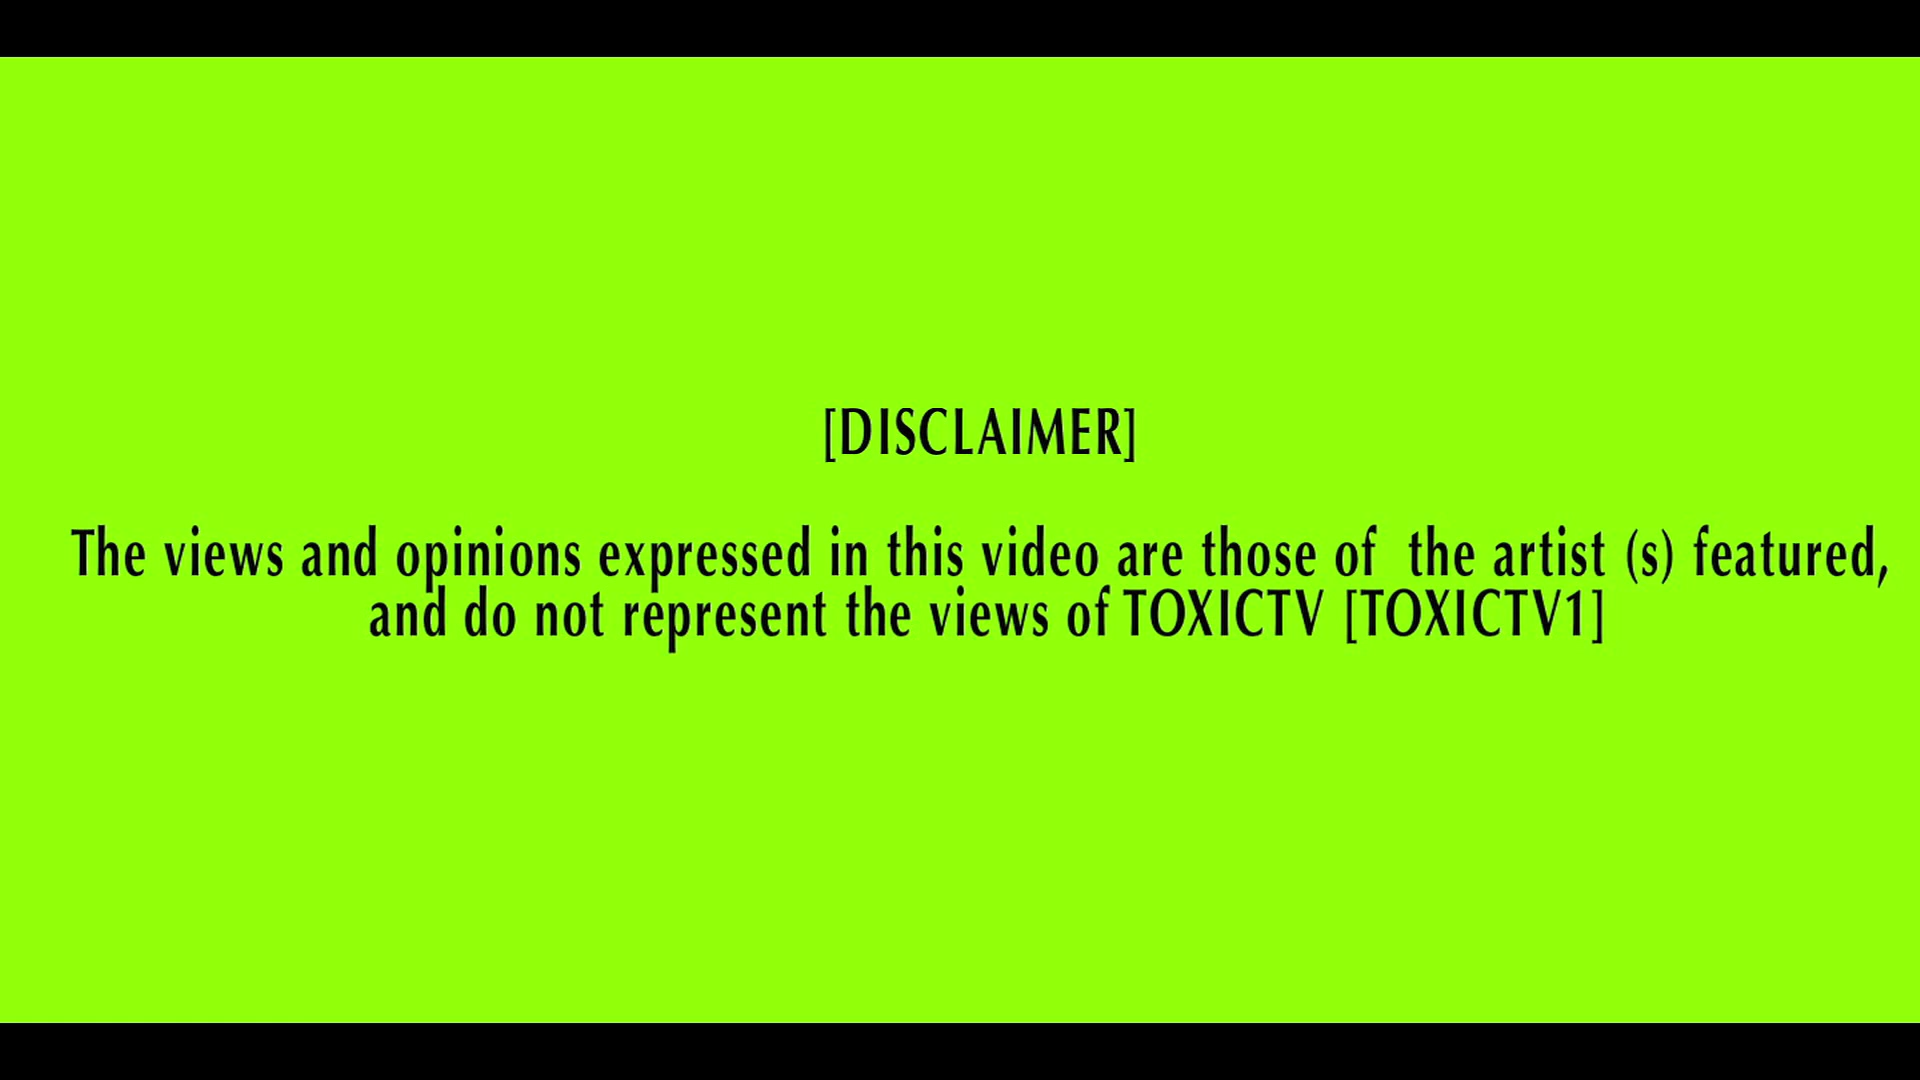 [DISCLAIMER]
The views and opinions expressed in this video are those of  the artist (s) featured,
and do not represent the views of TOXICTV [TOXICTV1]